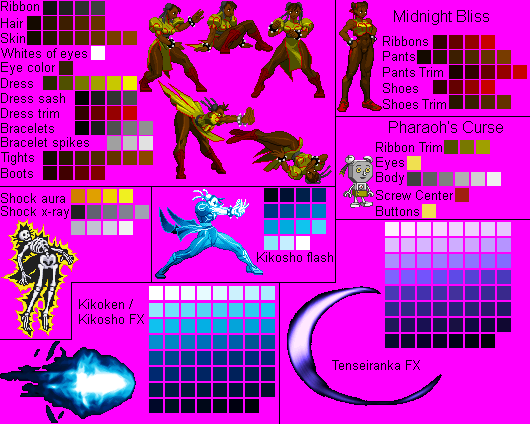 Ribbon
Hair
Skin
Whites of eyes
Eye color
Dress
Dress sash
Dress trim
Bracelets
Bracelet spikes
Tights
Boots
Midnight Bliss
Ribbons
Pants
Pants Trim
Shoes
Shoes Trim
Pharaoh's Curse
Ribbon Trim
Eyes
Body
Screw Center
Buttons
Shock aura
Shock x-ray
Kikosho flash
Kikoken /
Kikosho FX
Tenseiranka FX